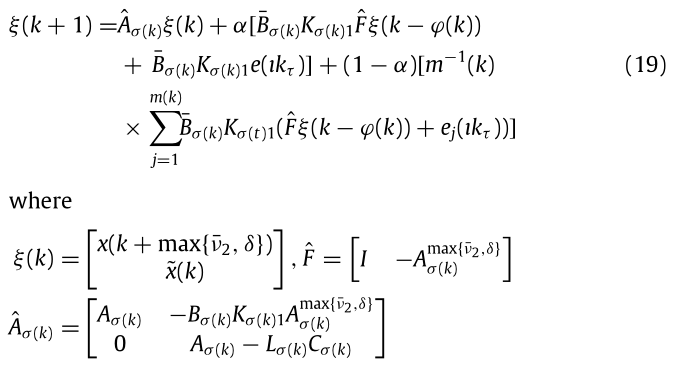 ξ(k + 1) =Â_{σ(k)}ξ(k) + α[B̄_{σ(k)}K_{σ(k)1}F̂ξ(k − φ(k))
+ B̄_{σ(k)}K_{σ(k)1}e(ık_τ)] + (1 − α)[m^{−1}(k) (19)
× ∑_{j=1}^{m(k)} B̄_{σ(k)}K_{σ(t)1}(F̂ξ(k − φ(k)) + e_j(ık_τ))]
where
ξ(k) = [x(k + max{ν̄_2, δ}) ; x̃(k)], F̂ = [I −A_{σ(k)}^{max{ν̄_2,δ}}]
Â_{σ(k)} = [A_{σ(k)} −B_{σ(k)}K_{σ(k)1}A_{σ(k)}^{max{ν̄_2,δ}} ; 0 A_{σ(k)} − L_{σ(k)}C_{σ(k)}]